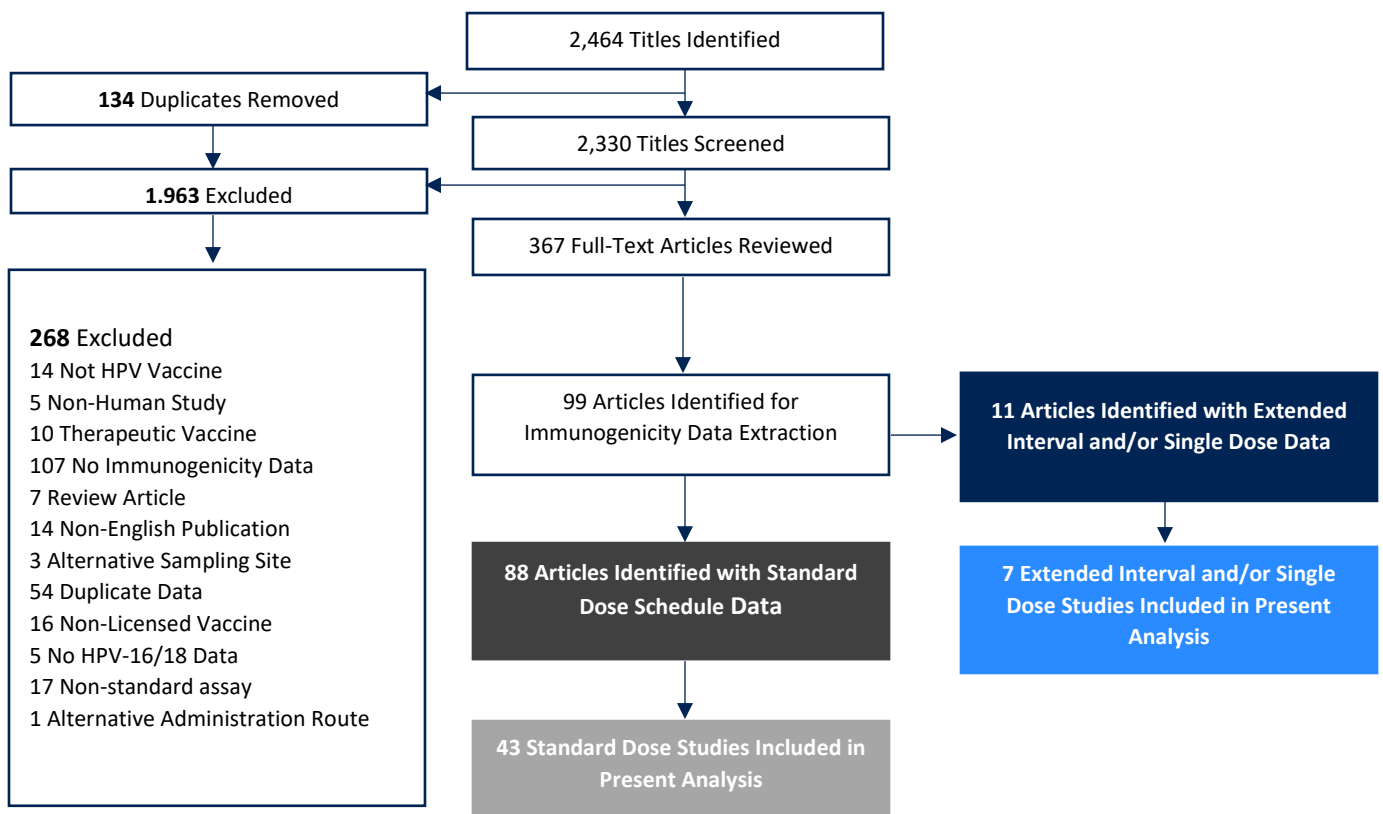 2,464 Titles Identified
134 Duplicates Removed
2,330 Titles Screened
1.963 Excluded
367 Full-Text Articles Reviewed
268 Excluded
14 Not HPV Vaccine
5 Non-Human Study
10 Therapeutic Vaccine
107 No Immunogenicity Data
7 Review Article
14 Non-English Publication
3 Alternative Sampling Site
54 Duplicate Data
16 Non-Licensed Vaccine
5 No HPV-16/18 Data
17 Non-standard assay
1 Alternative Administration Route
99 Articles Identified for
Immunogenicity Data Extraction
11 Articles Identified with Extended
Interval and/or Single Dose Data
88 Articles Identified with Standard
Dose Schedule Data
7 Extended Interval and/or Single
Dose Studies Included in Present
Analysis
43 Standard Dose Studies Included in
Present Analysis